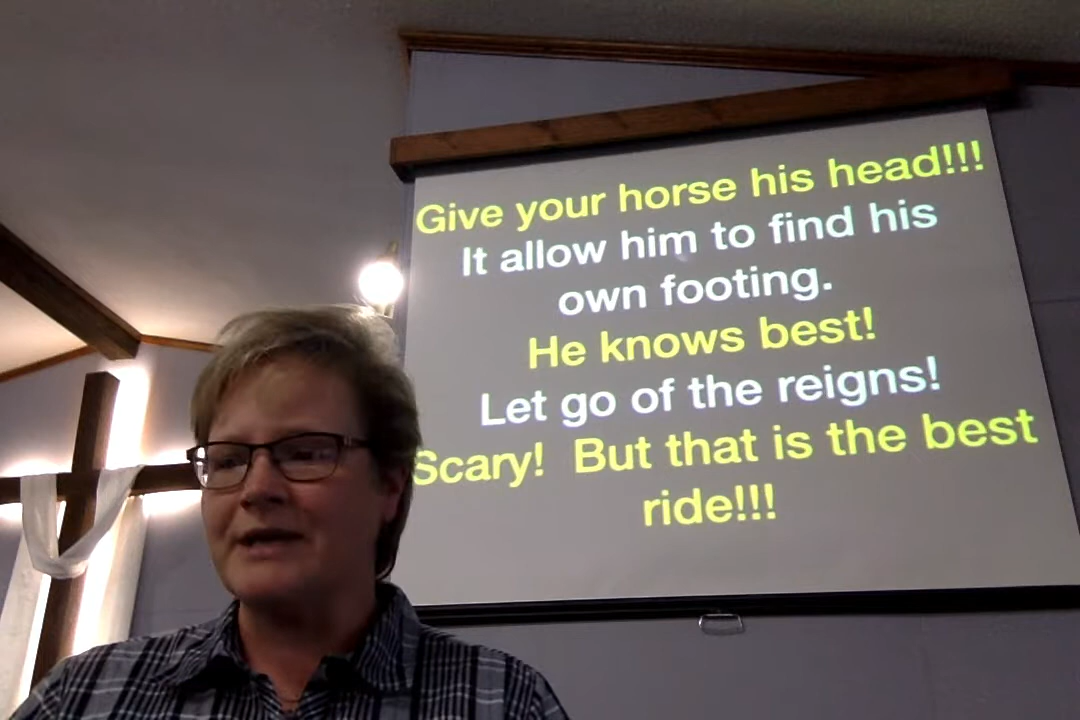 Give your horse his head!!!
It allow him to find his
own footing.
He knows best!
Let go of the reigns!
Scary!  But that is the best
ride!!!